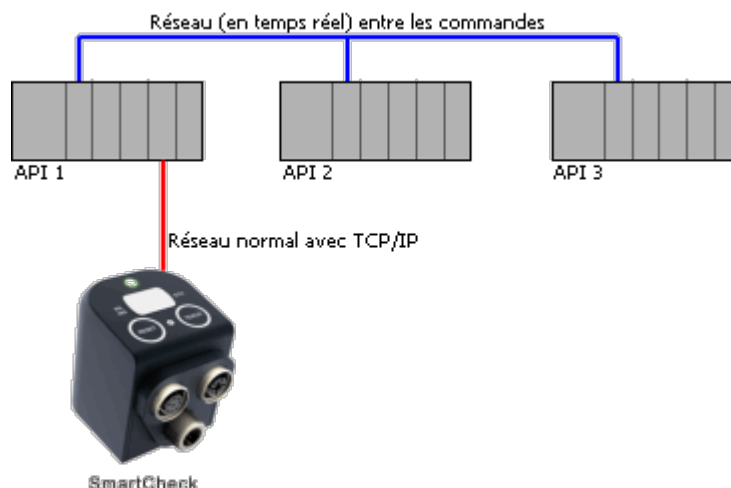 Réseau (en temps réel) entre les commandes
API 1
API 2
API 3
Réseau normal avec TCP/IP
SmartCheck